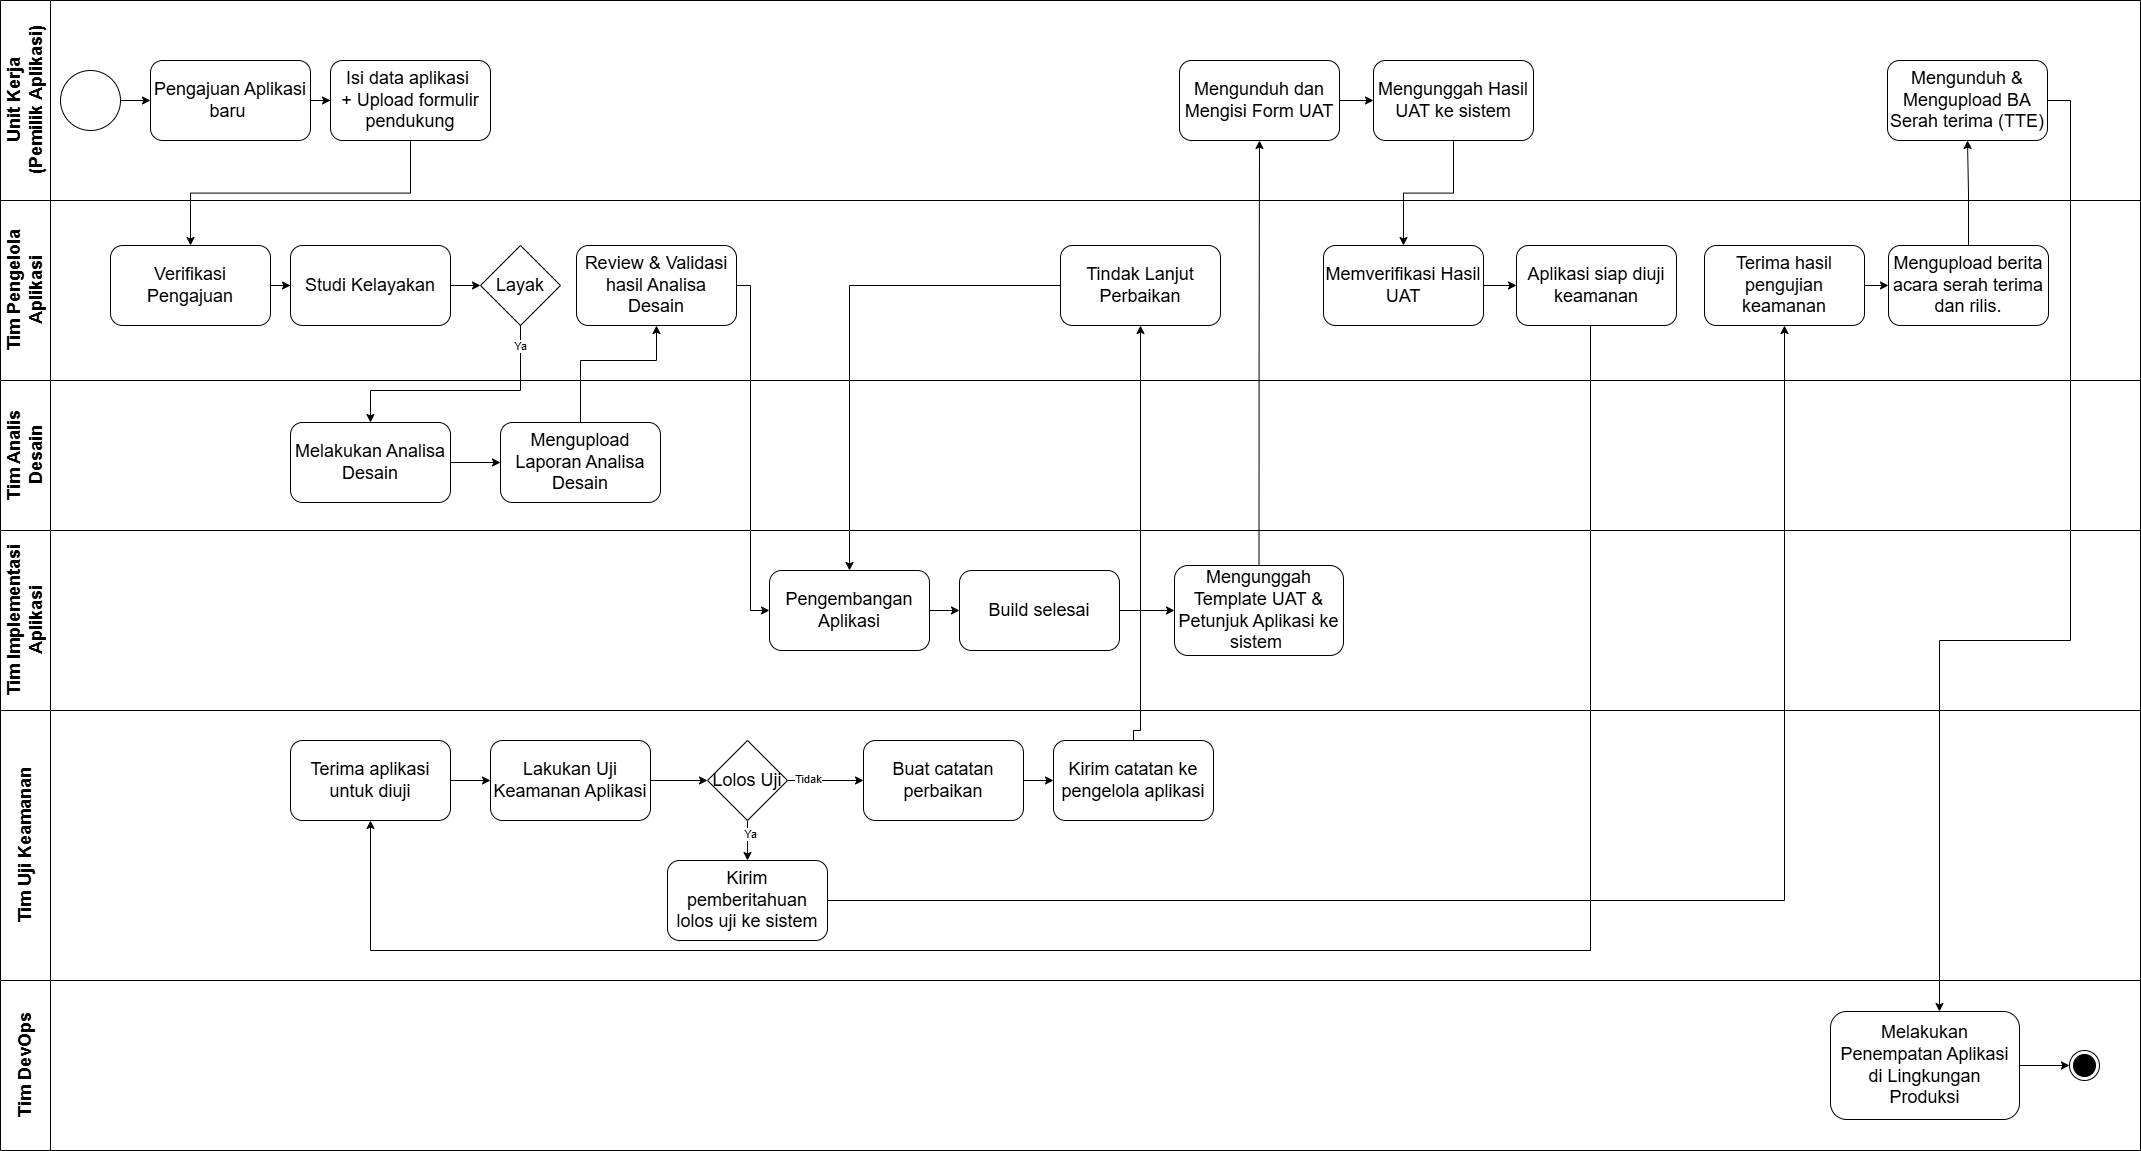 Unit Kerja
(Pemilik Aplikasi)
Pengajuan Aplikasi
baru
Isi data aplikasi
+ Upload formulir
pendukung
Mengunduh dan
Mengisi Form UAT
Mengunggah Hasil
UAT ke sistem
Mengunduh &
Mengupload BA
Serah terima (TTE)
Tim Pengelola
Aplikasi
Verifikasi
Pengajuan
Studi Kelayakan
Layak
Ya
Review & Validasi
hasil Analisa
Desain
Tindak Lanjut
Perbaikan
Memverifikasi Hasil
UAT
Aplikasi siap diuji
keamanan
Terima hasil
pengujian
keamanan
Mengupload berita
acara serah terima
dan rilis.
Tim Analis
Desain
Melakukan Analisa
Desain
Mengupload
Laporan Analisa
Desain
Tim Implementasi
Aplikasi
Pengembangan
Aplikasi
Build selesai
Mengunggah
Template UAT &
Petunjuk Aplikasi ke
sistem
Tim Uji Keamanan
Terima aplikasi
untuk diuji
Lakukan Uji
Keamanan Aplikasi
Lolos Uji
Tidak
Ya
Buat catatan
perbaikan
Kirim catatan ke
pengelola aplikasi
Kirim
pemberitahuan
lolos uji ke sistem
Tim DevOps
Melakukan
Penempatan Aplikasi
di Lingkungan
Produksi